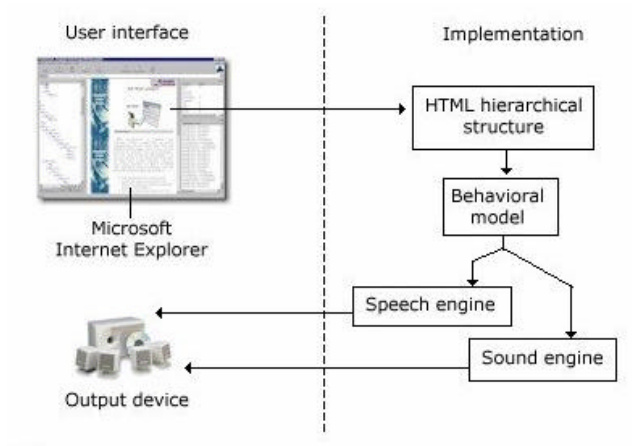 User interface
Implementation
HTML hierarchical
structure
Behavioral
model
Microsoft
Internet Explorer
Speech engine
Sound engine
Output device